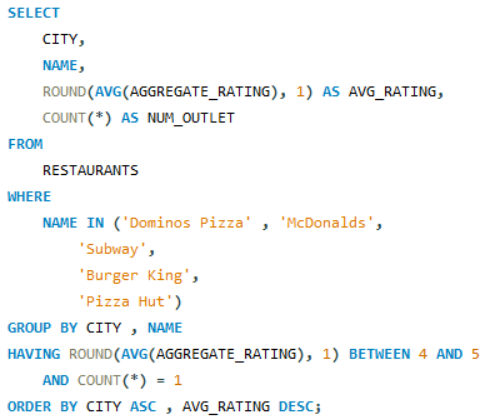 SELECT
CITY,
NAME,
ROUND(AVG(AGGREGATE_RATING), 1) AS AVG_RATING,
COUNT(*) AS NUM_OUTLET
FROM
RESTAURANTS
WHERE
NAME IN ('Dominos Pizza' , 'McDonalds',
'Subway',
'Burger King',
'Pizza Hut')
GROUP BY CITY , NAME
HAVING ROUND(AVG(AGGREGATE_RATING), 1) BETWEEN 4 AND 5
AND COUNT(*) = 1
ORDER BY CITY ASC , AVG_RATING DESC;